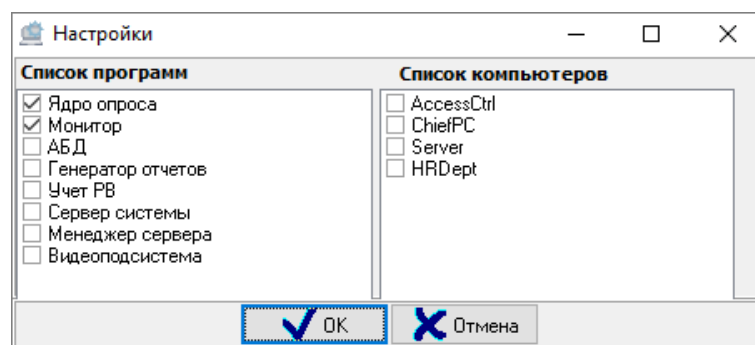 Настройки
Список программ
Ядро опроса
Монитор
АБД
Генератор отчетов
Учет РВ
Сервер системы
Менеджер сервера
Видеоподсистема
Список компьютеров
AccessCtrl
ChiefPC
Server
HRDept
OK
Отмена